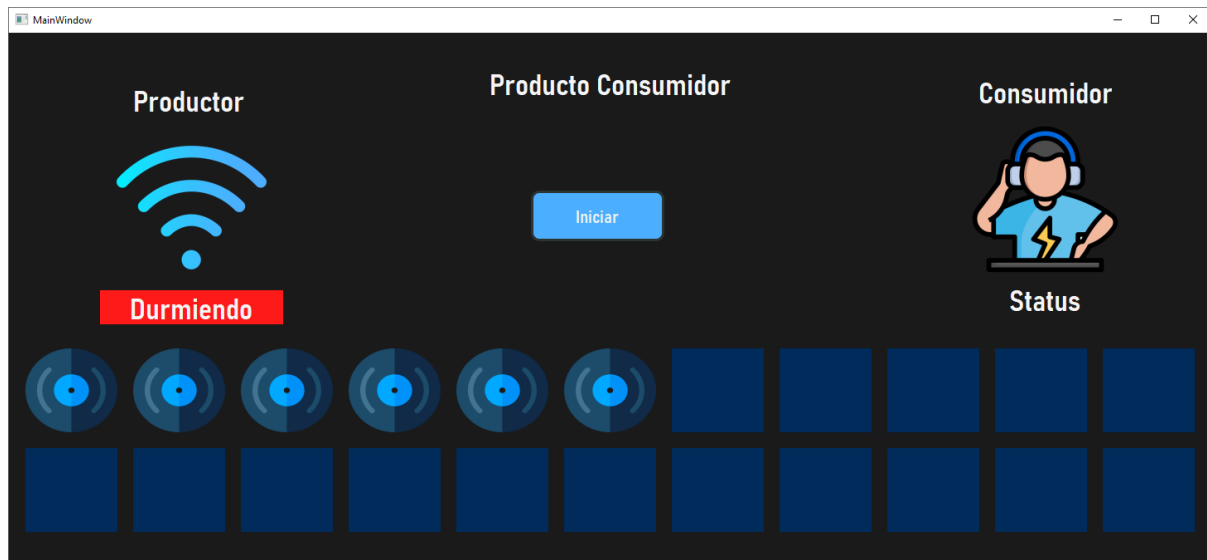 MainWindow
Producto Consumidor
Productor
Consumidor
Iniciar
Durmiendo
Status